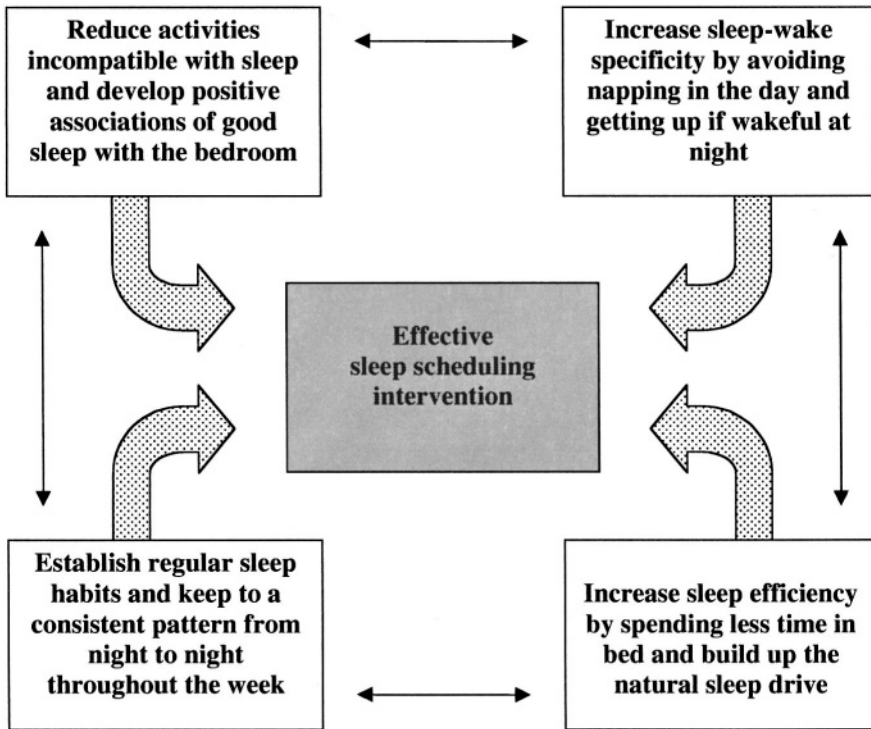 Reduce activities
incompatible with sleep
and develop positive
associations of good
sleep with the bedroom
Increase sleep-wake
specificity by avoiding
napping in the day and
getting up if wakeful at
night
Effective
sleep scheduling
intervention
Establish regular sleep
habits and keep to a
consistent pattern from
night to night
throughout the week
Increase sleep efficiency
by spending less time in
bed and build up the
natural sleep drive